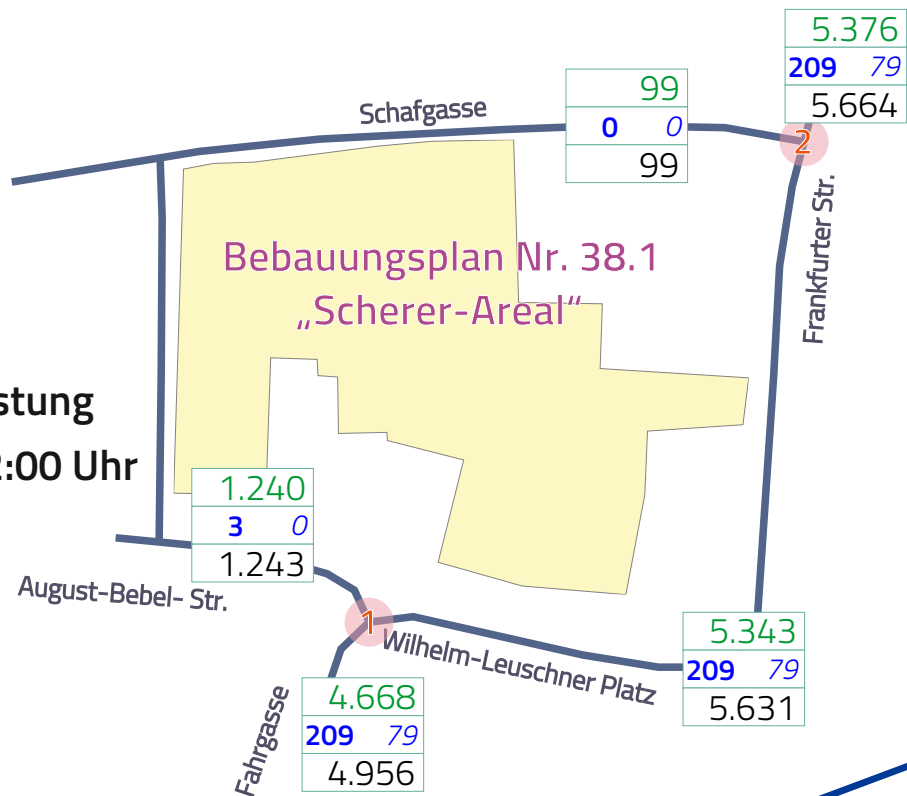 5.376
209 79
5.664
99
0 0
99
Schafgasse
2
Frankfurter Str.
Bebauungsplan Nr. 38.1
„Scherer-Areal“
stung
2:00 Uhr
1.240
3 0
1.243
August-Bebel- Str.
1
Wilhelm-Leuschner Platz
5.343
209 79
5.631
Fahrgasse
4.668
209 79
4.956